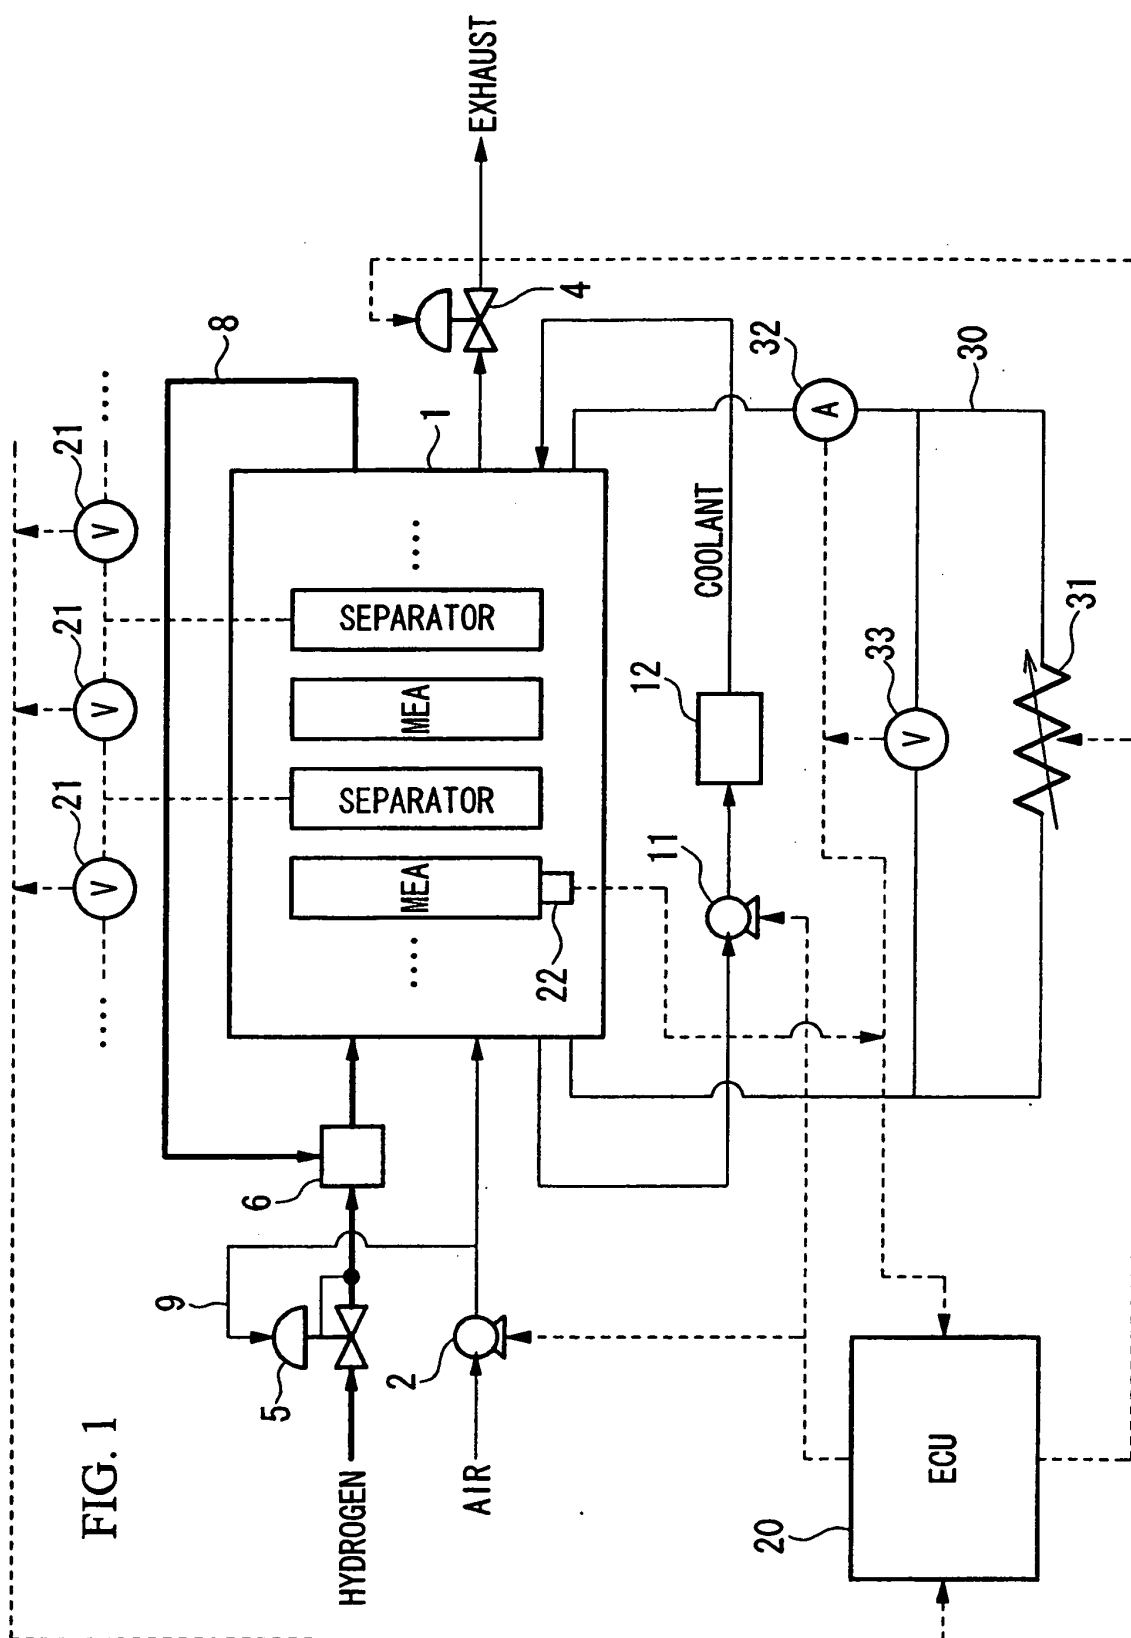 FIG. 1
8
9
21
21
21
V
V
V
....
....
5
6
1
HYDROGEN
....
MEA
SEPARATOR
MEA
SEPARATOR
....
4
EXHAUST
AIR
2
22
11
12
COOLANT
32
A
20
ECU
33
V
30
31